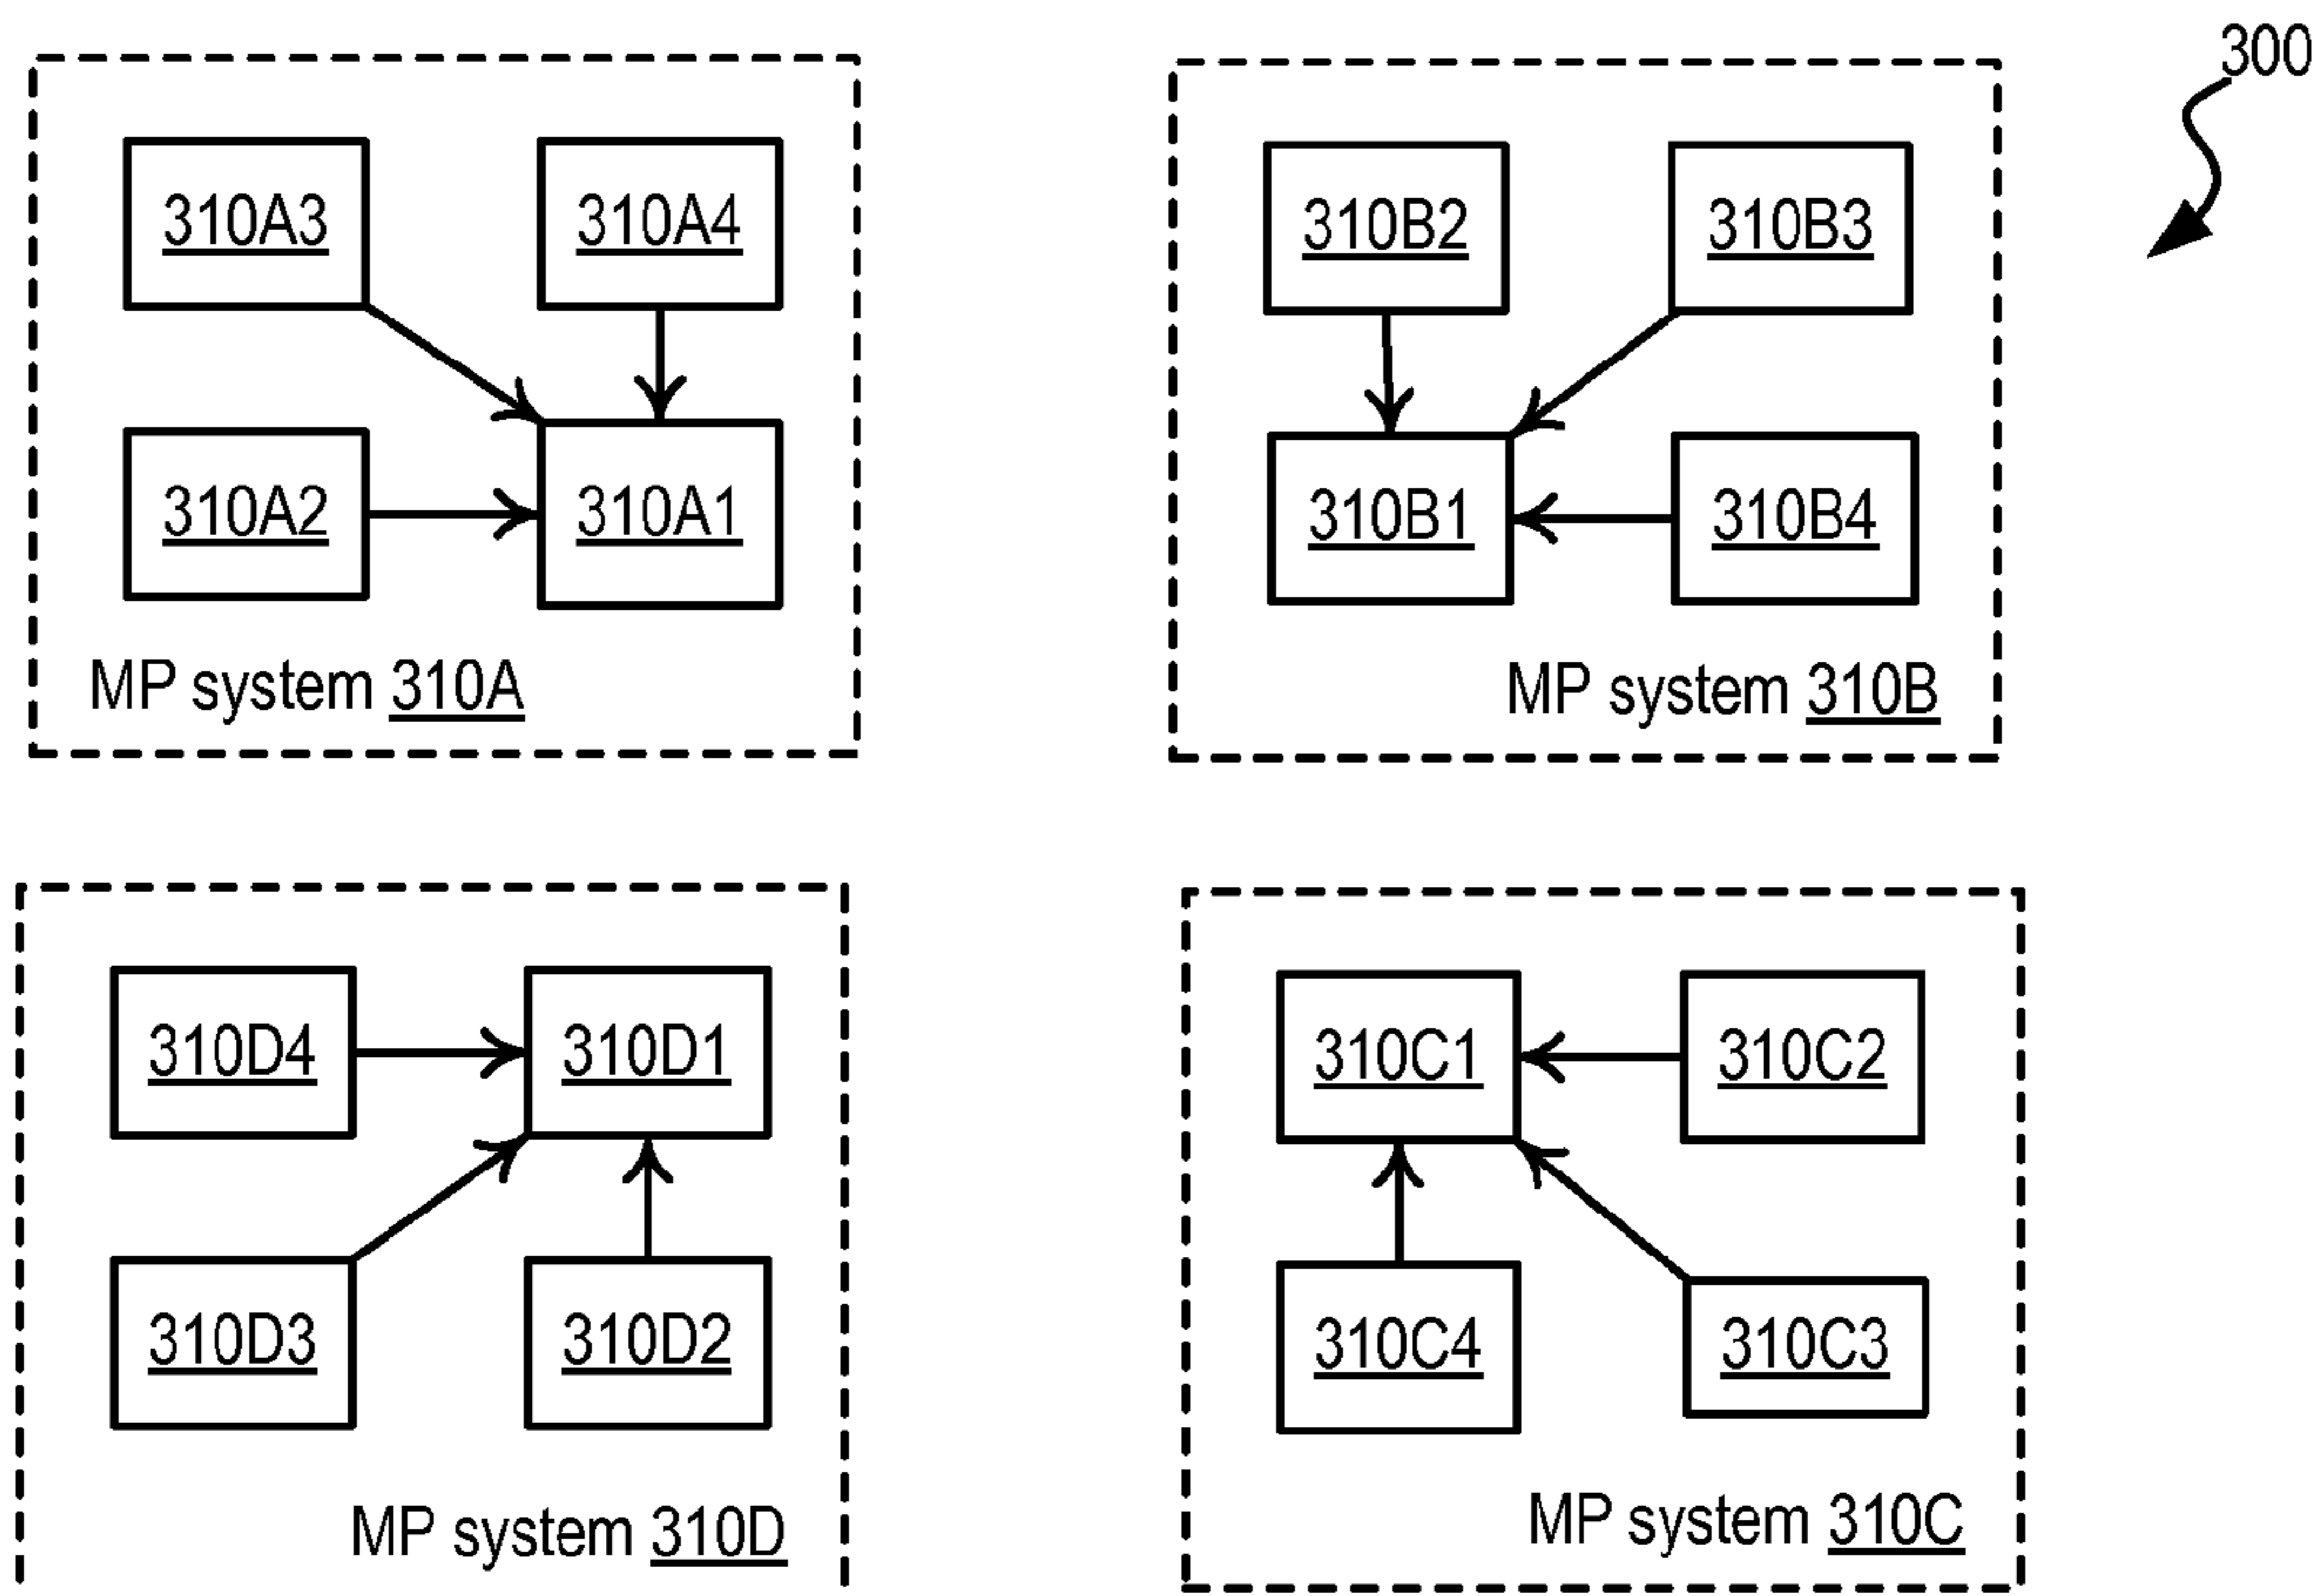 300
310A3
310A4
310A2
310A1
MP system 310A
310B2
310B3
310B1
310B4
MP system 310B
310D4
310D1
310D3
310D2
MP system 310D
310C1
310C2
310C4
310C3
MP system 310C